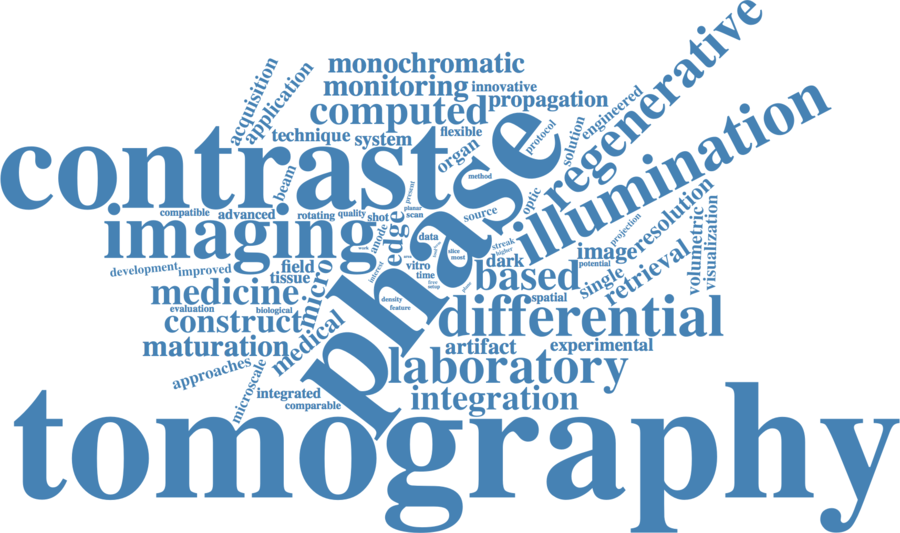 regenerative
monochromatic
acquisition
application
monitoring
innovative
computed
propagation
engineered
illumination
technique
system
flexible
protocol
solution
phase
contrast
organ
method
beam
present
optic
resolution
compatible
advanced
rotating
quality
shot
planar
scan
source
volumetric
visualization
projection
imaging
anode
edge
data
streak
higher
image
slice
most
dark
potential
retrieval
development
improved
field
tissue
micro
interest
vitro
time
based
single
medicine
density
feature
spatial
evaluation
biological
construct
medical
differential
maturation
artifact
experimental
approaches
microscale
laboratory
integrated
comparable
integration
tomography